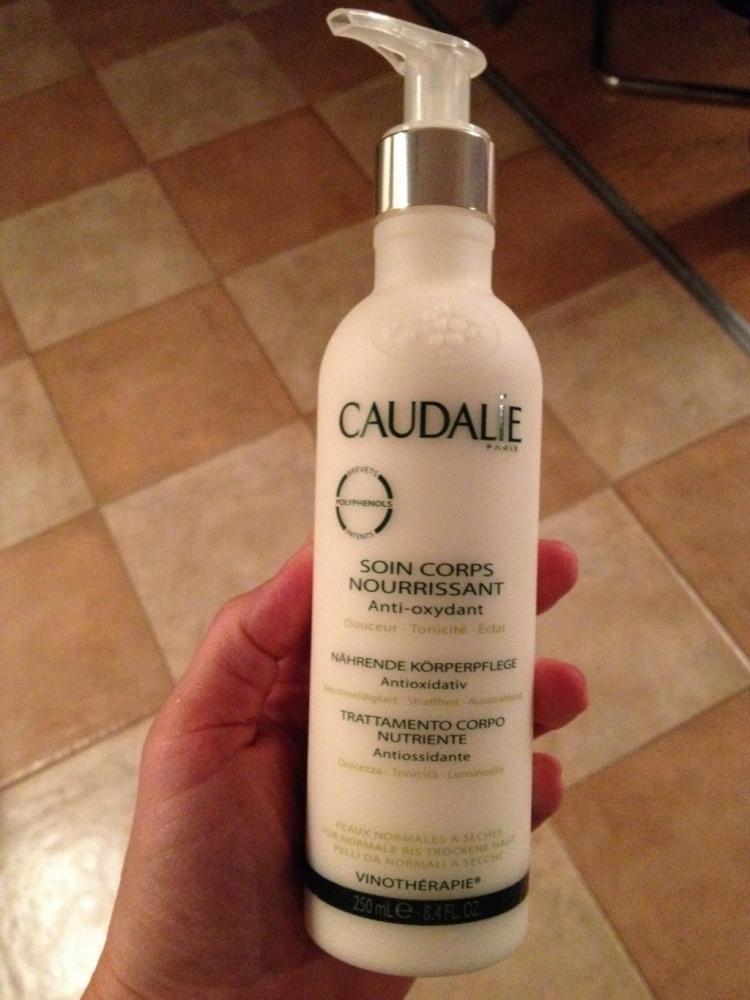 CAUDALÍE
PARIS
BREVETS
POLYPHENOLS
PATENTS
SOIN CORPS
NOURRISSANT
Anti-oxydant
Douceur · Tonicité · Éclat
NÄHRENDE KÖRPERPFLEGE
Antioxidativ
Geschmeidigkeit · Straffheit · Ausstrahlung
TRATTAMENTO CORPO
NUTRIENTE
Antiossidante
Dolcezza · Tonicità · Luminosità
PEAUX NORMALES A SECHES
FÜR NORMALE BIS TROCKENE HAUT
PELLI DA NORMALI A SECCHE
VINOTHÉRAPIE®
250 mL ℮ - 8.4 FL. OZ.